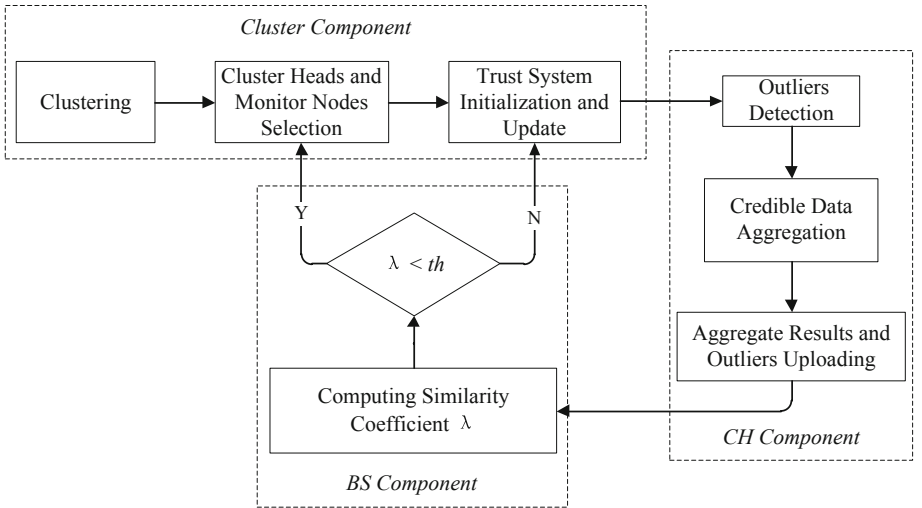 Cluster Component
Clustering
Cluster Heads and
Monitor Nodes
Selection
Trust System
Initialization and
Update
Outliers
Detection
Credible Data
Aggregation
Aggregate Results and
Outliers Uploading
CH Component
Y
N
λ < th
Computing Similarity
Coefficient λ
BS Component